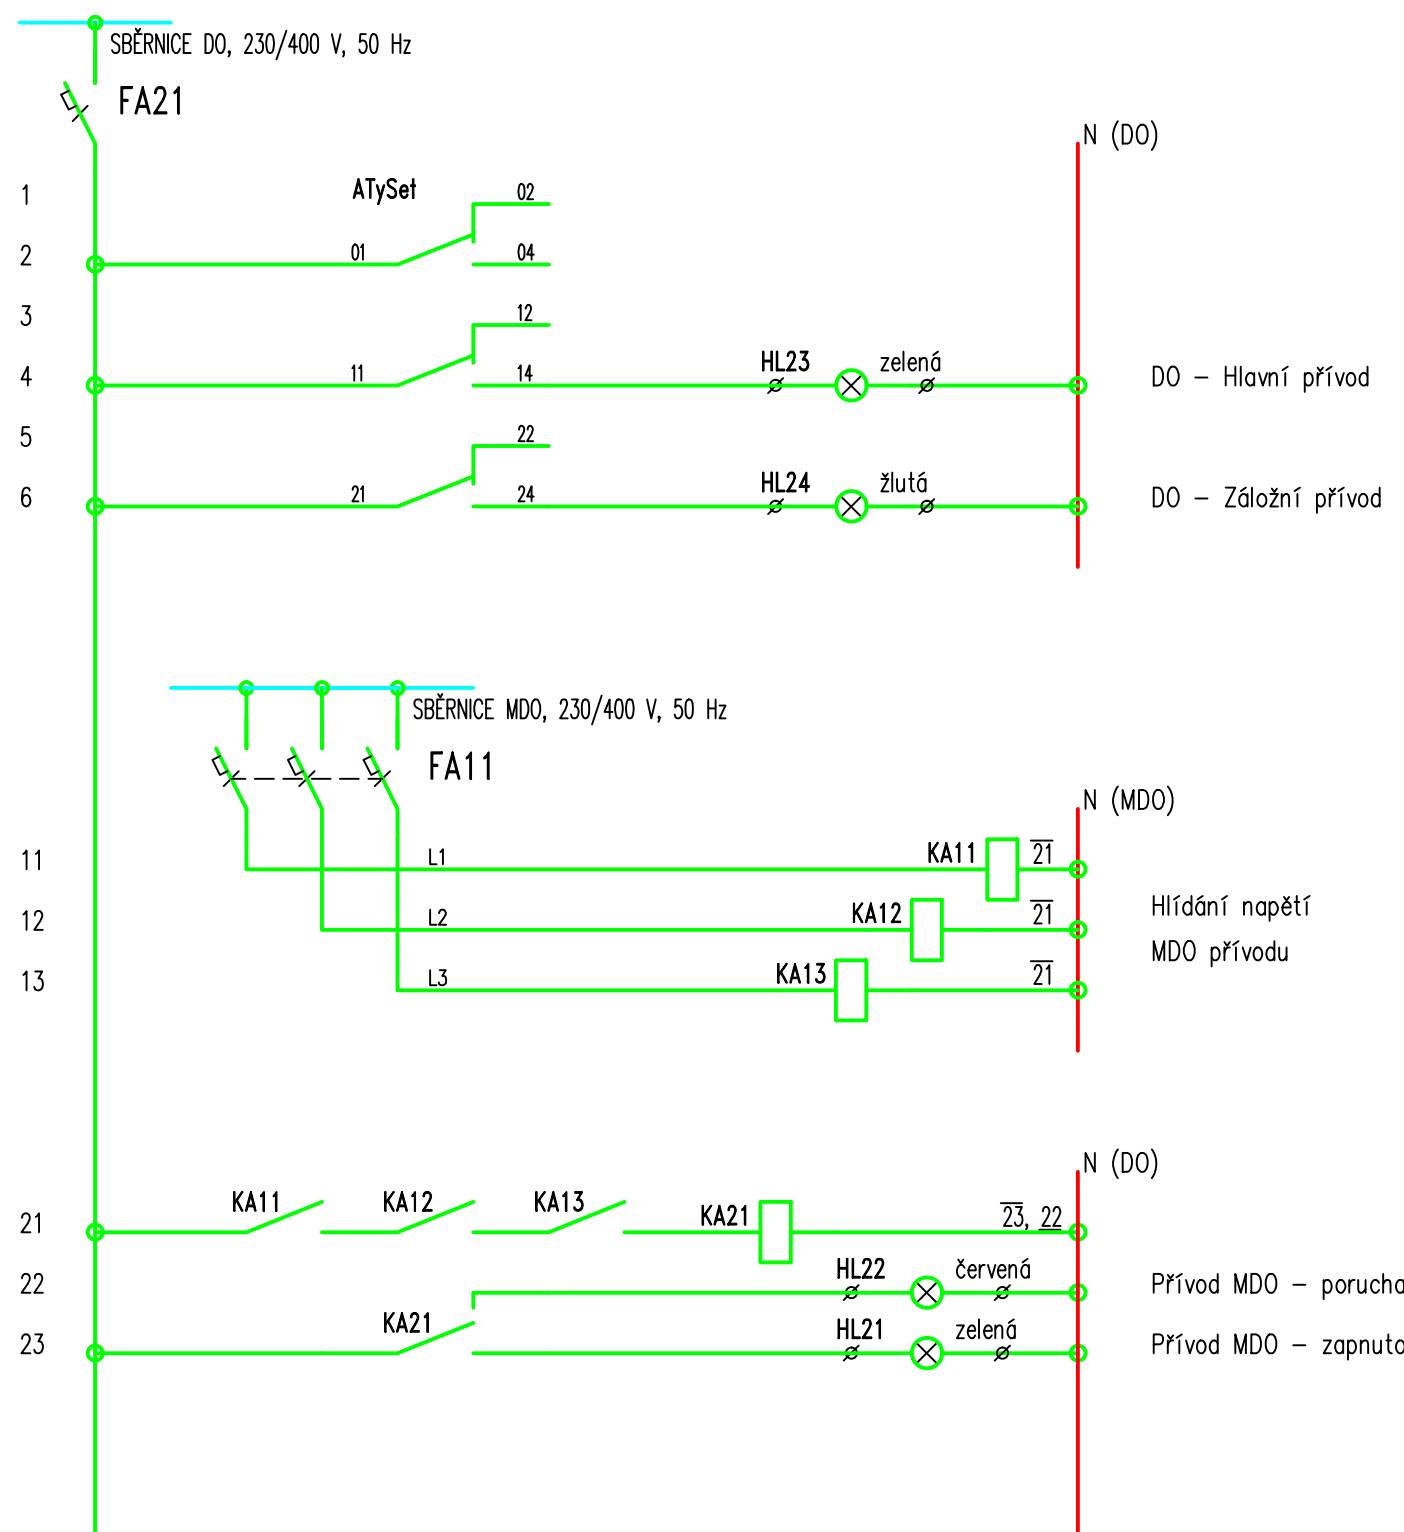 SBĚRNICE DO, 230/400 V, 50 Hz
FA21
N (DO)
1
ATySet
02
2
01
04
3
12
4
11
14
HL23
zelená
DO – Hlavní přívod
5
22
6
21
24
HL24
žlutá
DO – Záložní přívod
SBĚRNICE MDO, 230/400 V, 50 Hz
FA11
N (MDO)
11
L1
KA11
21
12
L2
KA12
21
Hlídání napětí
MDO přívodu
13
L3
KA13
21
N (DO)
21
KA11
KA12
KA13
KA21
23, 22
22
HL22
červená
Přívod MDO – porucha
23
KA21
HL21
zelená
Přívod MDO – zapnuto